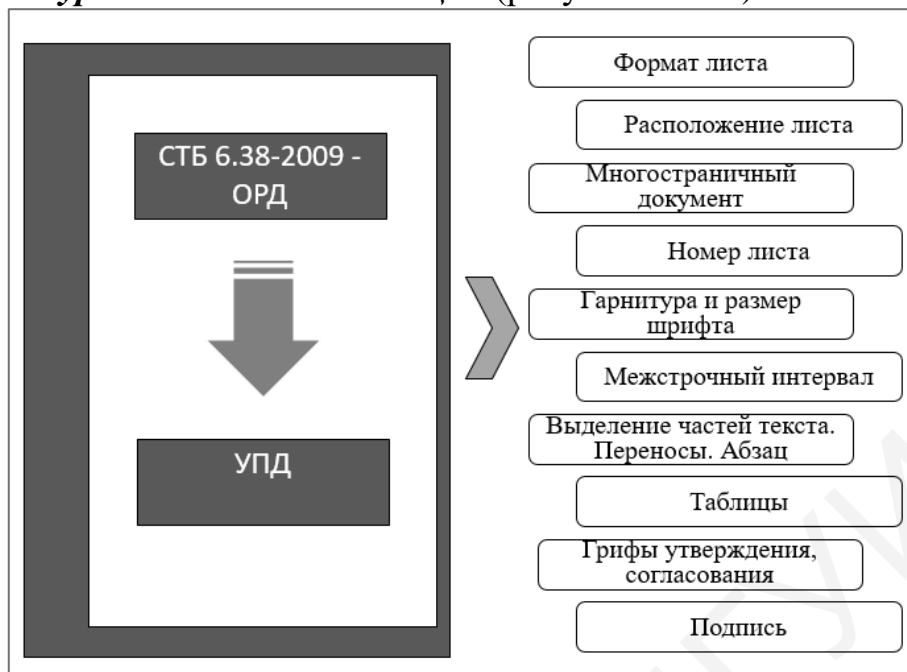 СТБ 6.38-2009 -
ОРД
УПД
Формат листа
Расположение листа
Многостраничный
документ
Номер листа
Гарнитура и размер
шрифта
Межстрочный интервал
Выделение частей текста.
Переносы. Абзац
Таблицы
Грифы утверждения,
согласования
Подпись